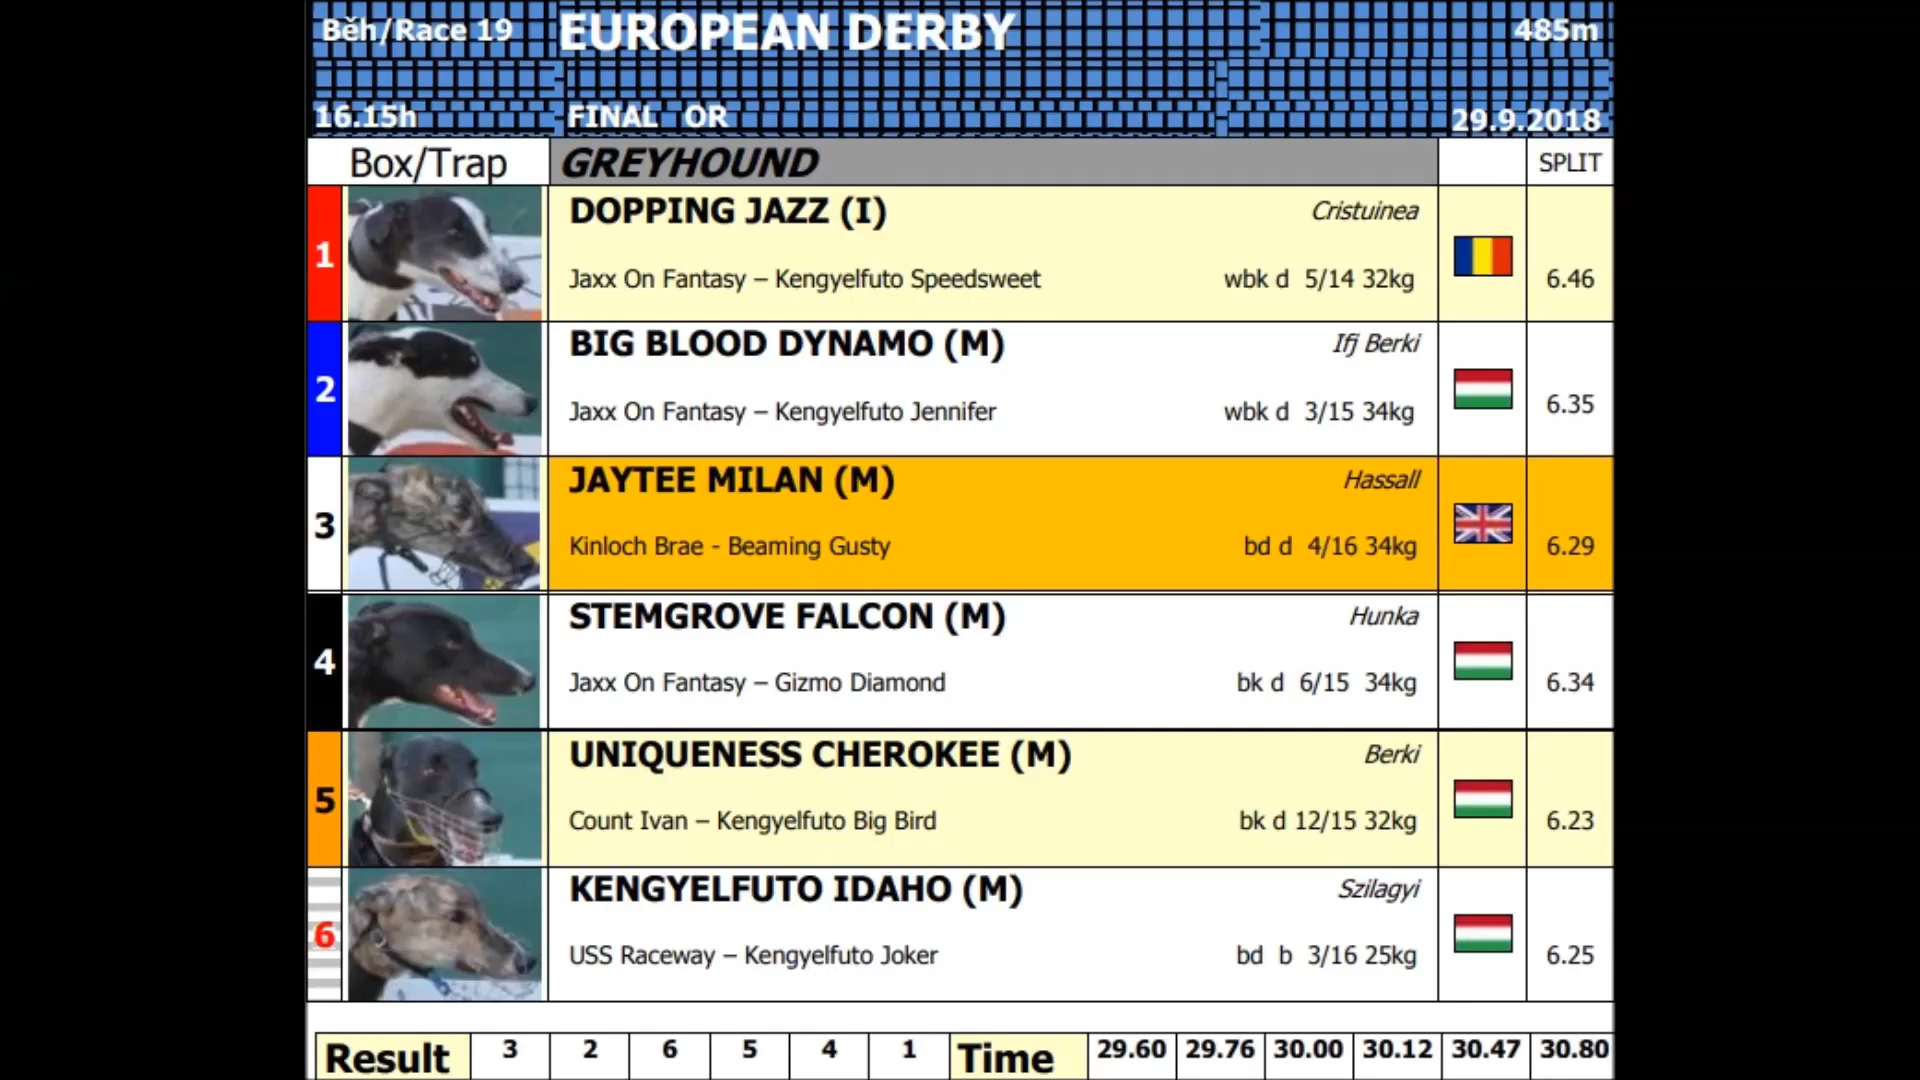 Běh/Race 19 EUROPEAN DERBY 485m
16.15h FINAL OR 29.9.2018
Box/Trap GREYHOUND SPLIT
1 DOPPING JAZZ (I) Cristuinea
Jaxx On Fantasy – Kengyelfuto Speedsweet wbk d 5/14 32kg 6.46
2 BIG BLOOD DYNAMO (M) Ifj Berki
Jaxx On Fantasy – Kengyelfuto Jennifer wbk d 3/15 34kg 6.35
3 JAYTEE MILAN (M) Hassall
Kinloch Brae - Beaming Gusty bd d 4/16 34kg 6.29
4 STEMGROVE FALCON (M) Hunka
Jaxx On Fantasy – Gizmo Diamond bk d 6/15 34kg 6.34
5 UNIQUENESS CHEROKEE (M) Berki
Count Ivan – Kengyelfuto Big Bird bk d 12/15 32kg 6.23
6 KENGYELFUTO IDAHO (M) Szilagyi
USS Raceway – Kengyelfuto Joker bd b 3/16 25kg 6.25
Result 3 2 6 5 4 1 Time 29.60 29.76 30.00 30.12 30.47 30.80